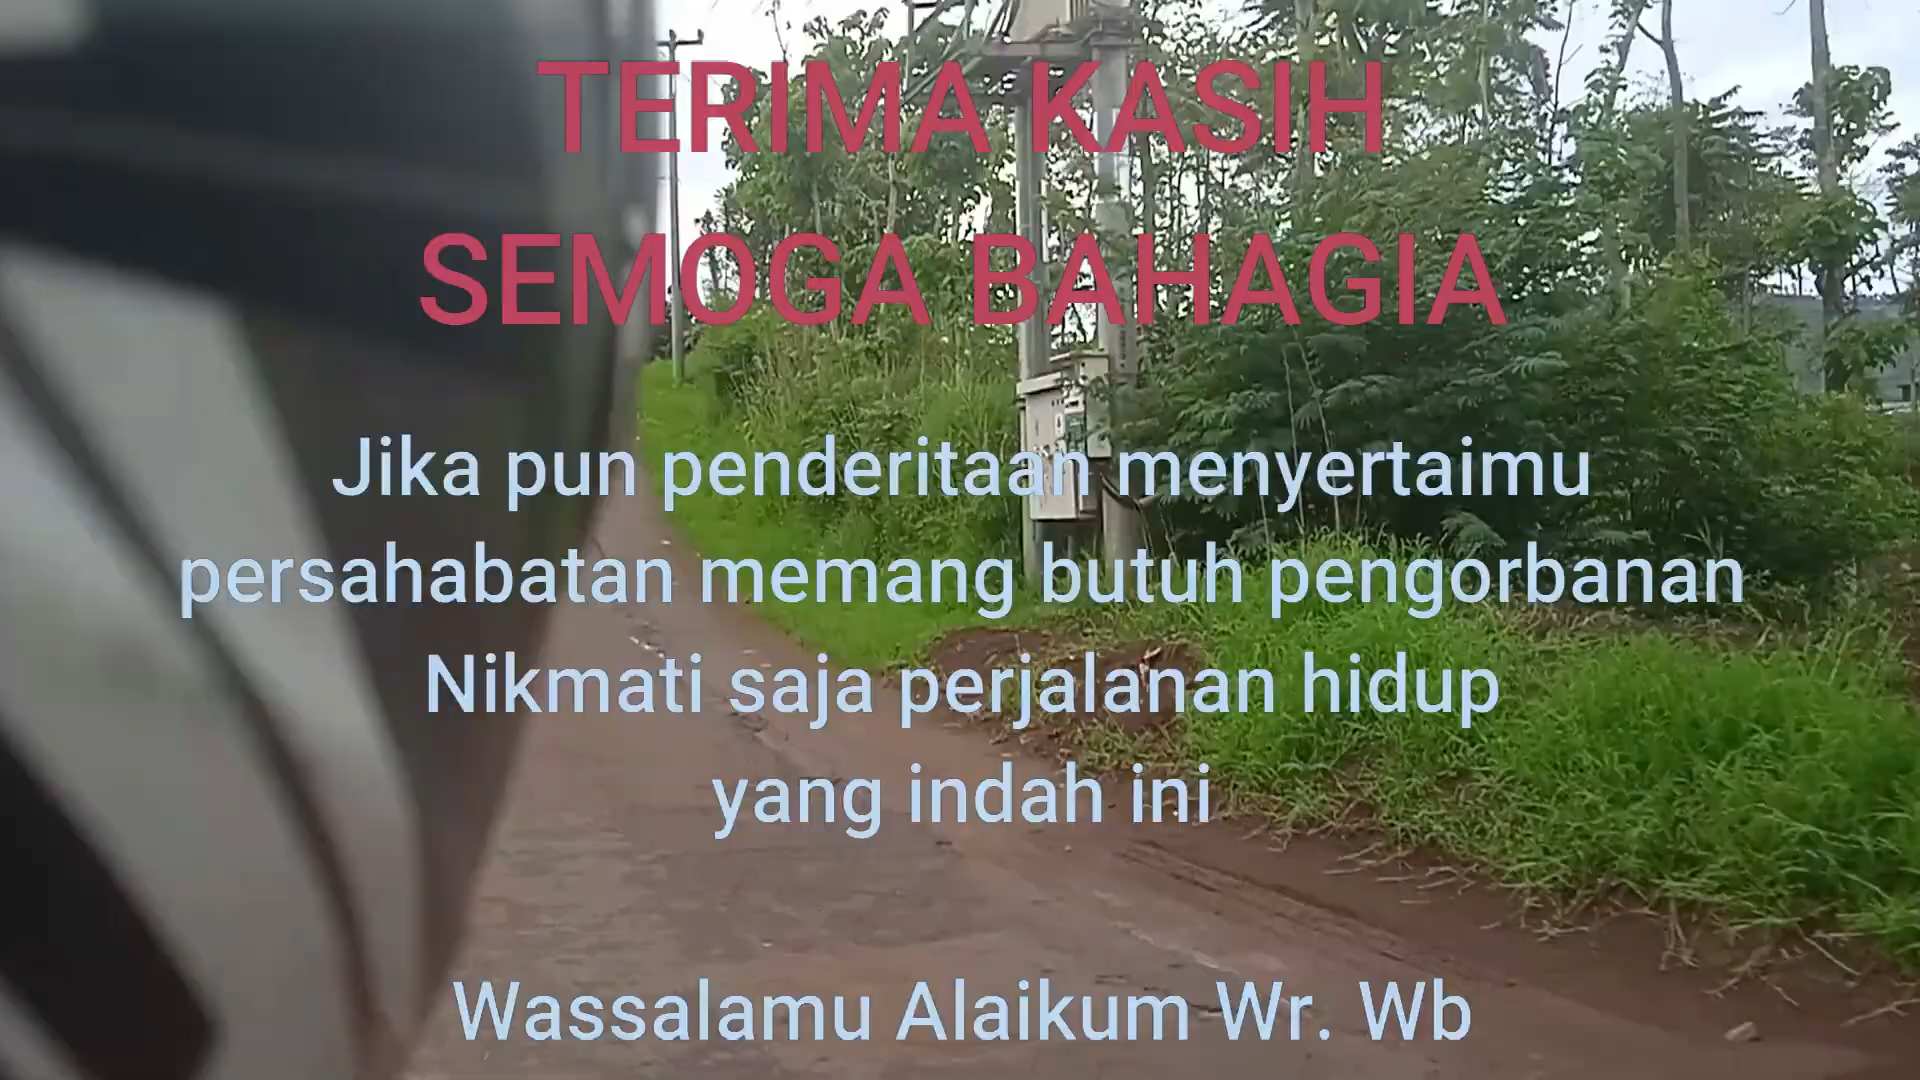 TERIMA KASIH
SEMOGA BAHAGIA
Jika pun penderitaan menyertaimu
persahabatan memang butuh pengorbanan
Nikmati saja perjalanan hidup
yang indah ini
Wassalamu Alaikum Wr. Wb